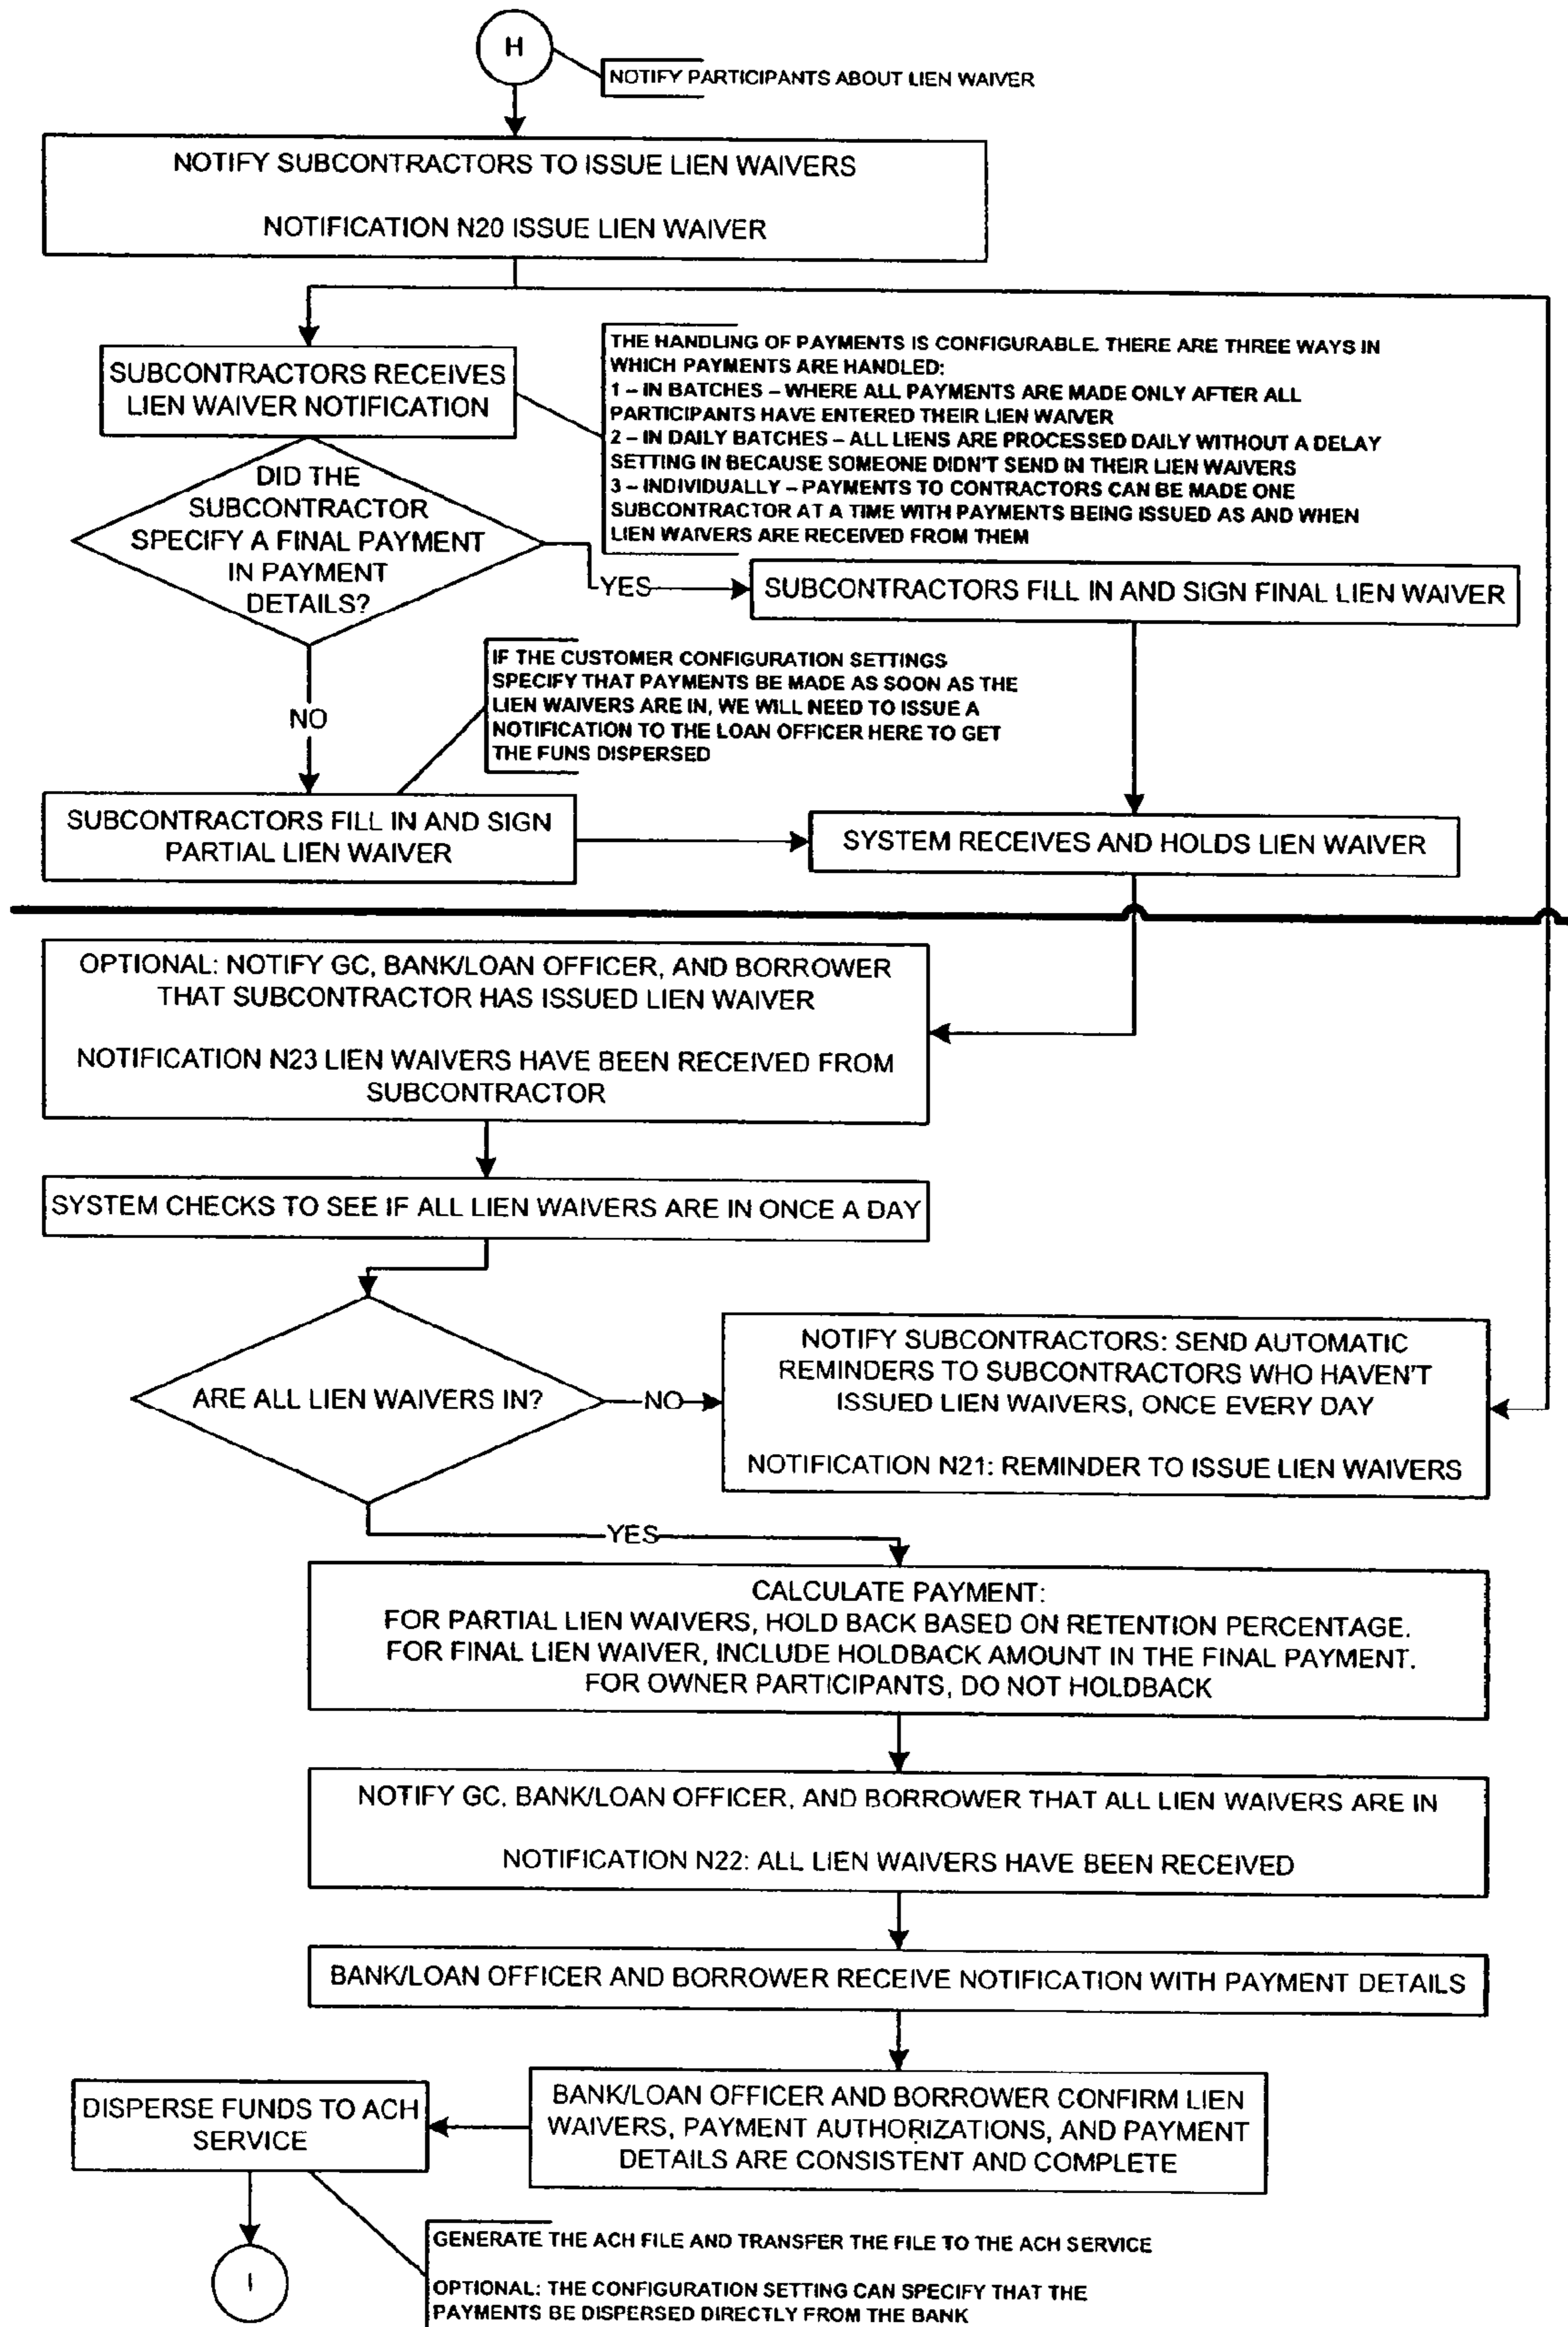 H
NOTIFY PARTICIPANTS ABOUT LIEN WAIVER
NOTIFY SUBCONTRACTORS TO ISSUE LIEN WAIVERS
NOTIFICATION N20 ISSUE LIEN WAIVER
SUBCONTRACTORS RECEIVES
LIEN WAIVER NOTIFICATION
THE HANDLING OF PAYMENTS IS CONFIGURABLE. THERE ARE THREE WAYS IN
WHICH PAYMENTS ARE HANDLED:
1 – IN BATCHES – WHERE ALL PAYMENTS ARE MADE ONLY AFTER ALL
PARTICIPANTS HAVE ENTERED THEIR LIEN WAIVER
2 – IN DAILY BATCHES – ALL LIENS ARE PROCESSED DAILY WITHOUT A DELAY
SETTING IN BECAUSE SOMEONE DIDN'T SEND IN THEIR LIEN WAIVERS
3 – INDIVIDUALLY – PAYMENTS TO CONTRACTORS CAN BE MADE ONE
SUBCONTRACTOR AT A TIME WITH PAYMENTS BEING ISSUED AS AND WHEN
LIEN WAIVERS ARE RECEIVED FROM THEM
DID THE
SUBCONTRACTOR
SPECIFY A FINAL PAYMENT
IN PAYMENT
DETAILS?
YES
SUBCONTRACTORS FILL IN AND SIGN FINAL LIEN WAIVER
NO
IF THE CUSTOMER CONFIGURATION SETTINGS
SPECIFY THAT PAYMENTS BE MADE AS SOON AS THE
LIEN WAIVERS ARE IN, WE WILL NEED TO ISSUE A
NOTIFICATION TO THE LOAN OFFICER HERE TO GET
THE FUNS DISPERSED
SUBCONTRACTORS FILL IN AND SIGN
PARTIAL LIEN WAIVER
SYSTEM RECEIVES AND HOLDS LIEN WAIVER
OPTIONAL: NOTIFY GC, BANK/LOAN OFFICER, AND BORROWER
THAT SUBCONTRACTOR HAS ISSUED LIEN WAIVER
NOTIFICATION N23 LIEN WAIVERS HAVE BEEN RECEIVED FROM
SUBCONTRACTOR
SYSTEM CHECKS TO SEE IF ALL LIEN WAIVERS ARE IN ONCE A DAY
ARE ALL LIEN WAIVERS IN?
NO
NOTIFY SUBCONTRACTORS: SEND AUTOMATIC
REMINDERS TO SUBCONTRACTORS WHO HAVEN'T
ISSUED LIEN WAIVERS, ONCE EVERY DAY
NOTIFICATION N21: REMINDER TO ISSUE LIEN WAIVERS
YES
CALCULATE PAYMENT:
FOR PARTIAL LIEN WAIVERS, HOLD BACK BASED ON RETENTION PERCENTAGE.
FOR FINAL LIEN WAIVER, INCLUDE HOLDBACK AMOUNT IN THE FINAL PAYMENT.
FOR OWNER PARTICIPANTS, DO NOT HOLDBACK
NOTIFY GC, BANK/LOAN OFFICER, AND BORROWER THAT ALL LIEN WAIVERS ARE IN
NOTIFICATION N22: ALL LIEN WAIVERS HAVE BEEN RECEIVED
BANK/LOAN OFFICER AND BORROWER RECEIVE NOTIFICATION WITH PAYMENT DETAILS
BANK/LOAN OFFICER AND BORROWER CONFIRM LIEN
WAIVERS, PAYMENT AUTHORIZATIONS, AND PAYMENT
DETAILS ARE CONSISTENT AND COMPLETE
DISPERSE FUNDS TO ACH
SERVICE
GENERATE THE ACH FILE AND TRANSFER THE FILE TO THE ACH SERVICE
OPTIONAL: THE CONFIGURATION SETTING CAN SPECIFY THAT THE
PAYMENTS BE DISPERSED DIRECTLY FROM THE BANK
I